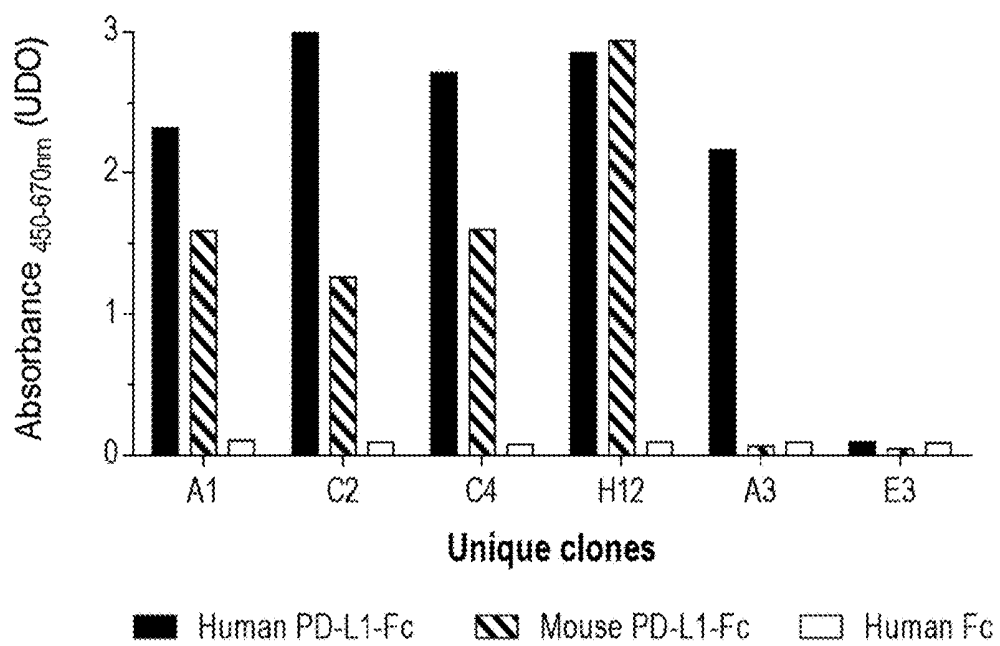 Absorbance 450-670nm (UDO)
3
2
1
0
A1 C2 C4 H12 A3 E3
Unique clones
Human PD-L1-Fc Mouse PD-L1-Fc Human Fc